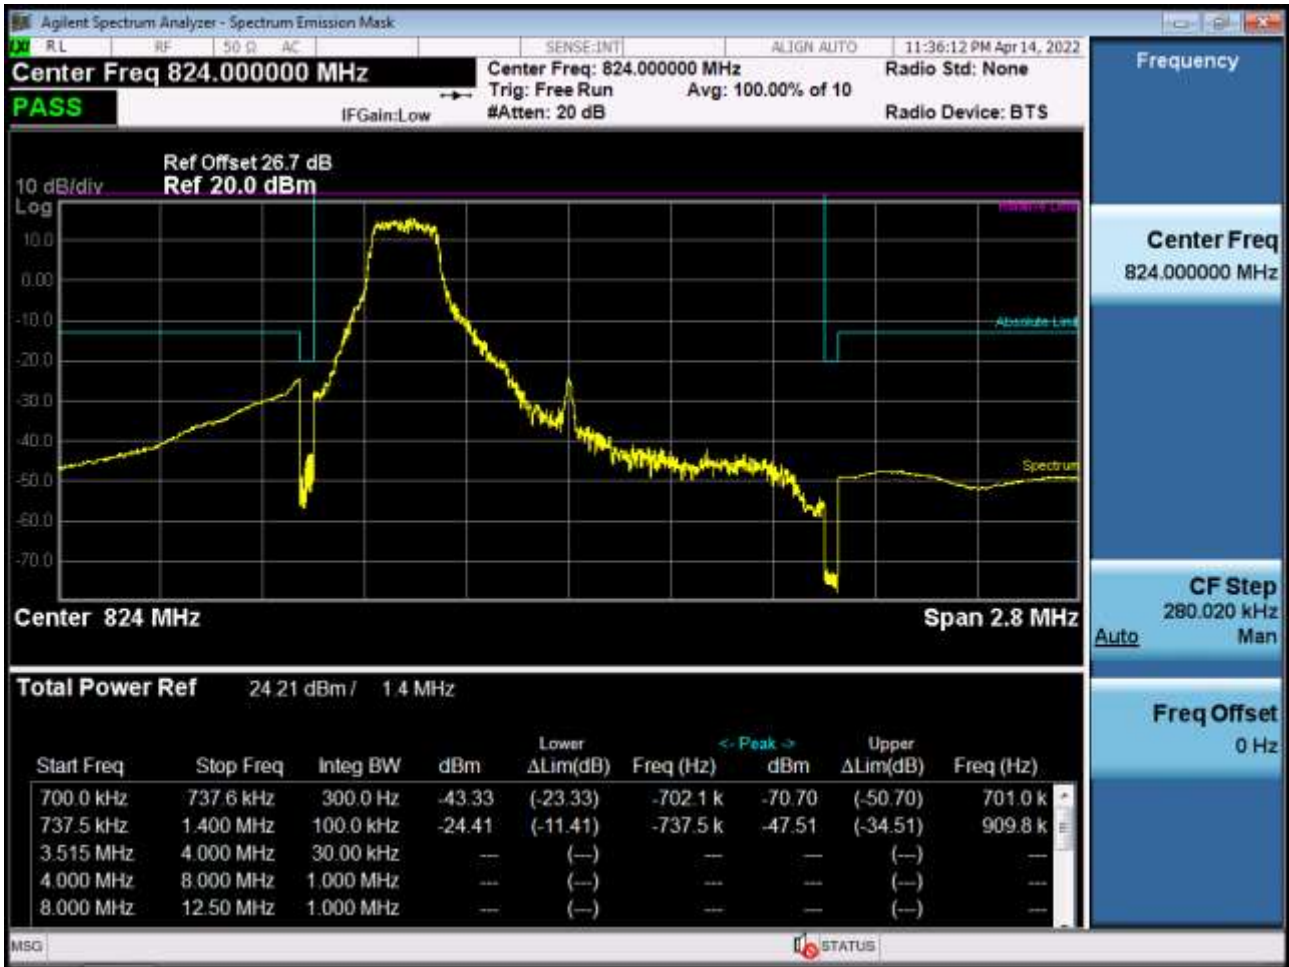 Agilent Spectrum Analyzer - Spectrum Emission Mask
LXI RL RF 50 Ω AC SENSE:INT ALIGN AUTO 11:36:12 PM Apr 14, 2022
Center Freq 824.000000 MHz
PASS
IFGain:Low
Center Freq: 824.000000 MHz
Trig: Free Run Avg: 100.00% of 10
#Atten: 20 dB
Radio Std: None
Radio Device: BTS
Ref Offset 26.7 dB
10 dB/div Ref 20.0 dBm
Log
10.0
0.00
-10.0
-20.0
-30.0
-40.0
-50.0
-60.0
-70.0
Absolute Limit
Spectrum
Center 824 MHz Span 2.8 MHz
Total Power Ref 24.21 dBm / 1.4 MHz
Lower <- Peak -> Upper
Start Freq Stop Freq Integ BW dBm ΔLim(dB) Freq (Hz) dBm ΔLim(dB) Freq (Hz)
700.0 kHz 737.6 kHz 300.0 Hz -43.33 (-23.33) -702.1 k -70.70 (-50.70) 701.0 k
737.5 kHz 1.400 MHz 100.0 kHz -24.41 (-11.41) -737.5 k -47.51 (-34.51) 909.8 k
3.515 MHz 4.000 MHz 30.00 kHz --- (---) --- --- (---) ---
4.000 MHz 8.000 MHz 1.000 MHz --- (---) --- --- (---) ---
8.000 MHz 12.50 MHz 1.000 MHz --- (---) --- --- (---) ---
MSG STATUS
Frequency
Center Freq
824.000000 MHz
CF Step
280.020 kHz
Auto Man
Freq Offset
0 Hz